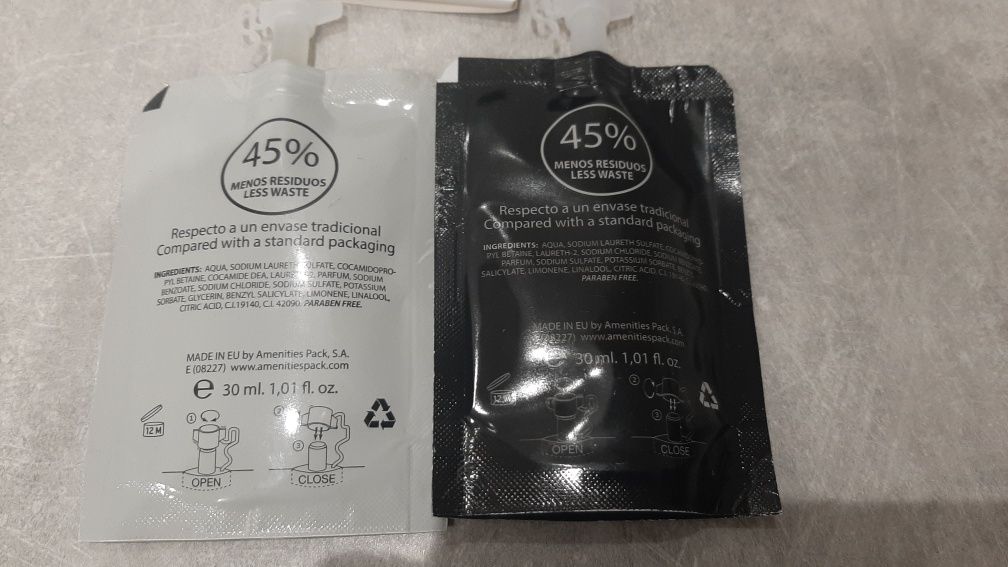 45%
MENOS RESIDUOS
LESS WASTE
Respecto a un envase tradicional
Compared with a standard packaging
INGREDIENTS: AQUA, SODIUM LAURETH SULFATE, COCAMIDOPRO-
PYL BETAINE, COCAMIDE DEA, LAURETH-2, PARFUM, SODIUM
BENZOATE, SODIUM CHLORIDE, SODIUM SULFATE, POTASSIUM
SORBATE, GLYCERIN, BENZYL SALICYLATE, LIMONENE, LINALOOL,
CITRIC ACID, C.I.19140, C.I. 42090. PARABEN FREE.
MADE IN EU by Amenities Pack, S.A.
E (08227) www.amenitiespack.com
e 30 ml. 1,01 fl. oz.
12 M
1
2
3
OPEN
CLOSE
45%
MENOS RESIDUOS
LESS WASTE
Respecto a un envase tradicional
Compared with a standard packaging
INGREDIENTS: AQUA, SODIUM LAURETH SULFATE, COCAMIDOPRO-
PYL BETAINE, LAURETH-2, SODIUM CHLORIDE, SODIUM
PARFUM, SODIUM SULFATE, POTASSIUM SORBATE,
SALICYLATE, LIMONENE, LINALOOL, CITRIC ACID,
PARABEN FREE.
MADE IN EU by Amenities Pack, S.A.
(08227) www.amenitiespack.com
e 30 ml. 1,01 fl. oz.
12 M
2
3
OPEN
CLOSE